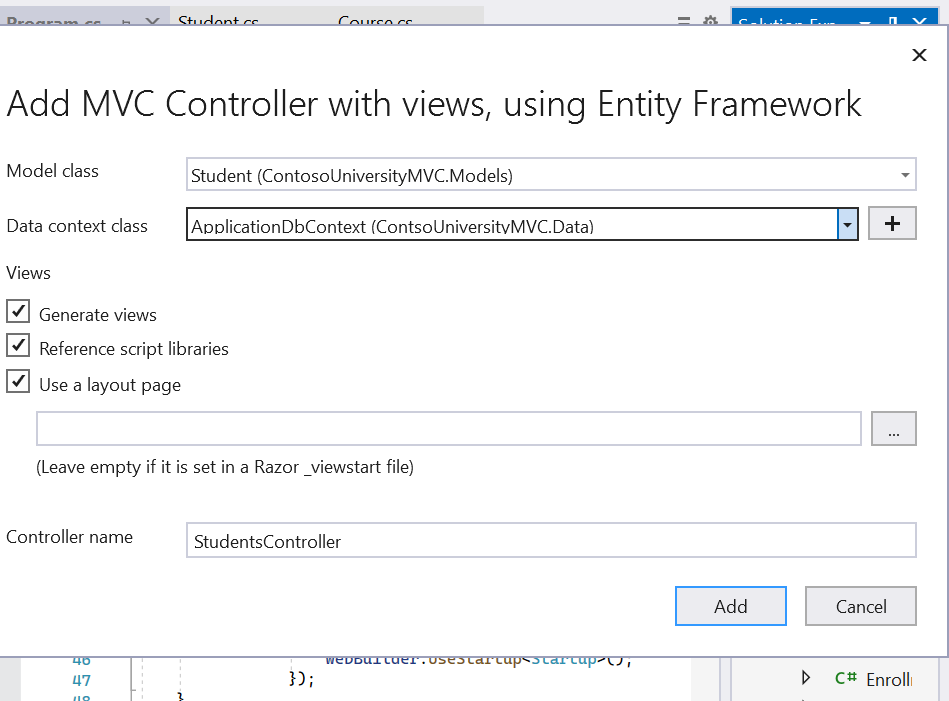 Program.cs Student.cs Course.cs Solution Exp...
Add MVC Controller with views, using Entity Framework
Model class Student (ContosoUniversityMVC.Models)
Data context class ApplicationDbContext (ContsoUniversityMVC.Data)
Views
Generate views
Reference script libraries
Use a layout page
...
(Leave empty if it is set in a Razor _viewstart file)
Controller name StudentsController
Add Cancel
46 webBuilder.UseStartup<Startup>();
47 });
C# Enroll
48 }